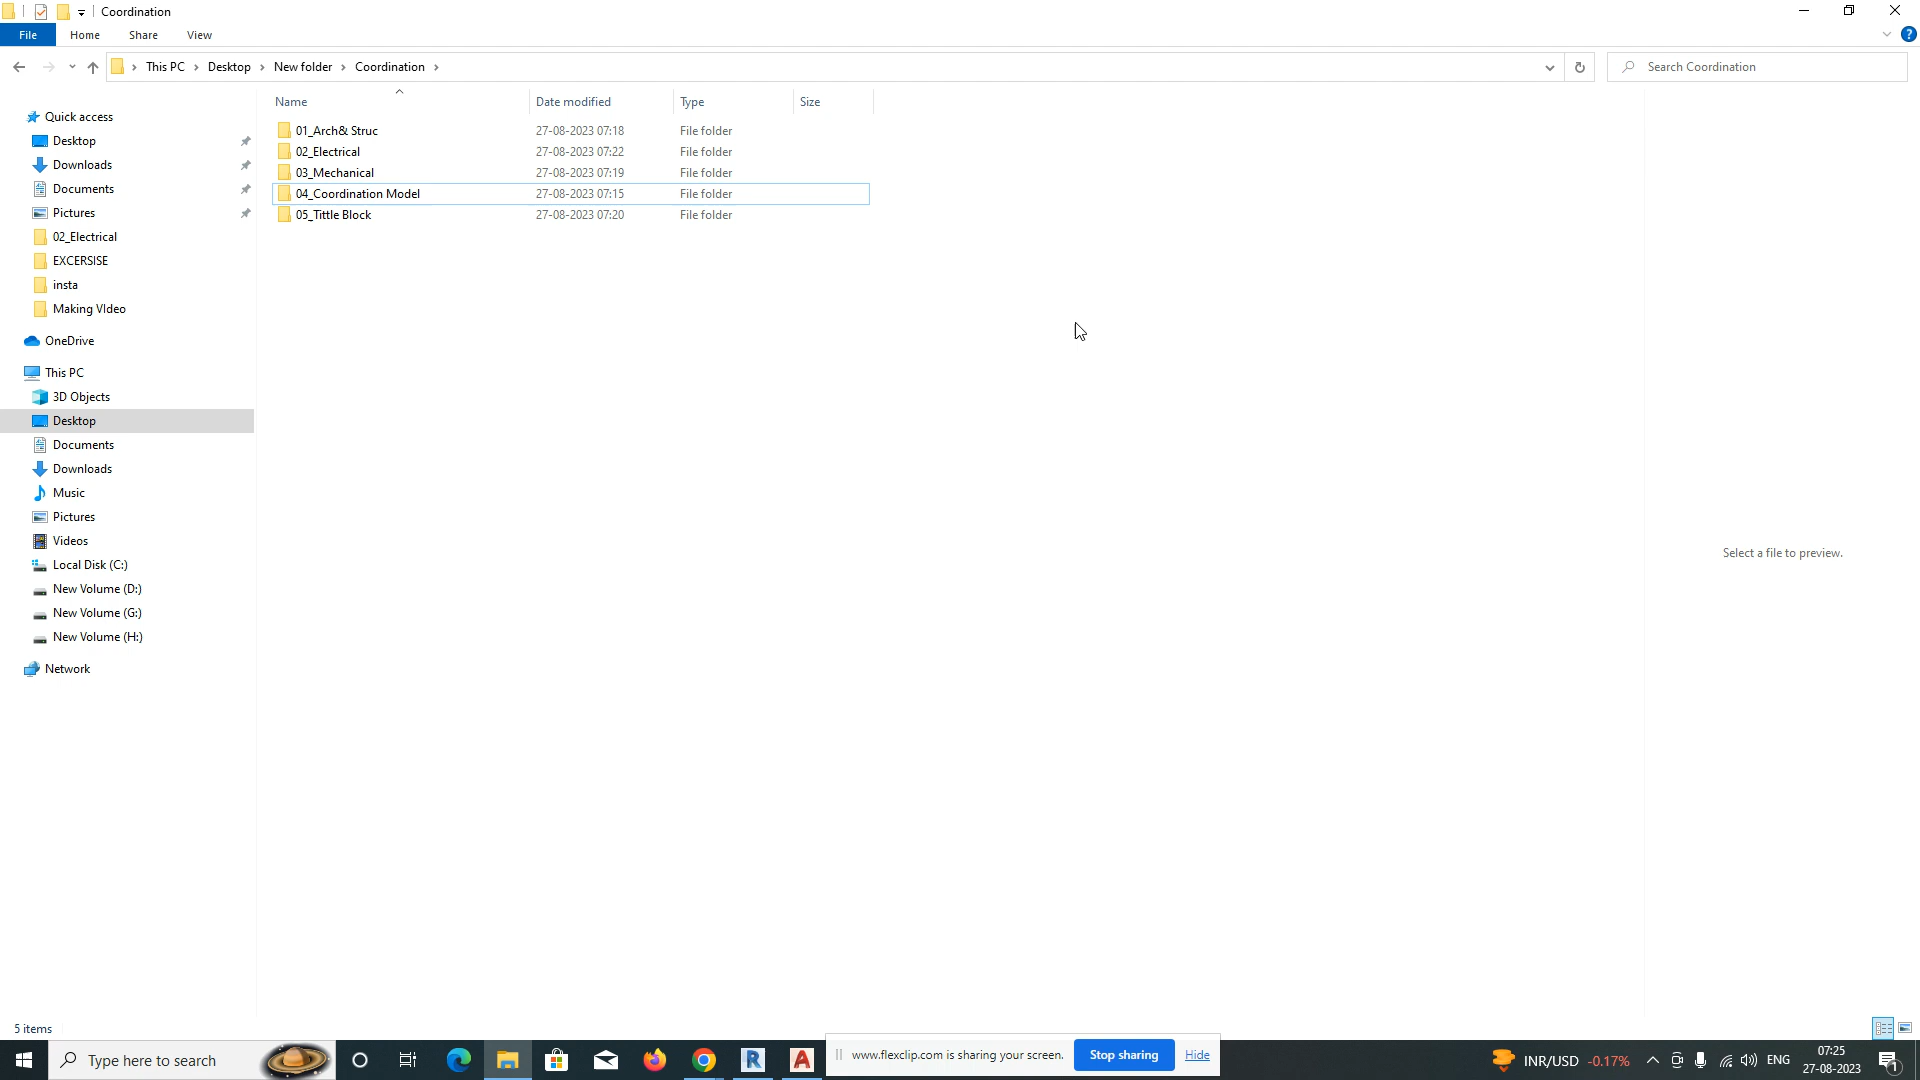 Coordination
File Home Share View
This PC Desktop New folder Coordination
Search Coordination
Name Date modified Type Size
01_Arch& Struc 27-08-2023 07:18 File folder
02_Electrical 27-08-2023 07:22 File folder
03_Mechanical 27-08-2023 07:19 File folder
04_Coordination Model 27-08-2023 07:15 File folder
05_Tittle Block 27-08-2023 07:20 File folder
Quick access
Desktop
Downloads
Documents
Pictures
02_Electrical
EXCERSISE
insta
Making VIdeo
OneDrive
This PC
3D Objects
Desktop
Documents
Downloads
Music
Pictures
Videos
Local Disk (C:)
New Volume (D:)
New Volume (G:)
New Volume (H:)
Network
Select a file to preview.
5 items
Type here to search
www.flexclip.com is sharing your screen. Stop sharing Hide
INR/USD -0.17%
ENG
07:25
27-08-2023
1